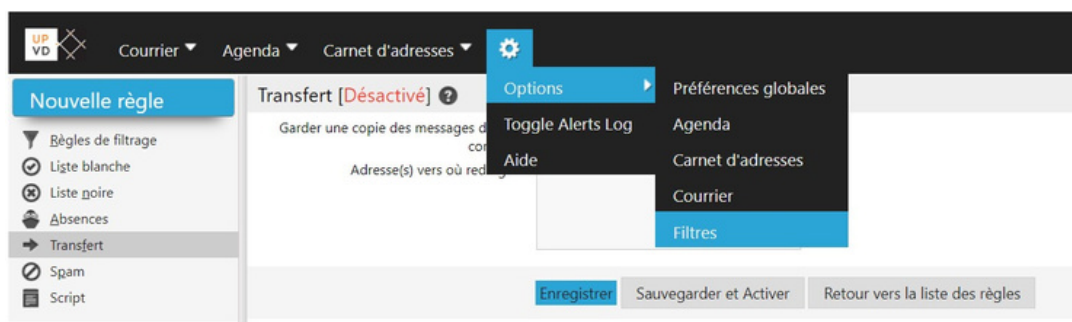 UP
VD
Courrier Agenda Carnet d'adresses
Nouvelle règle
Règles de filtrage
Liste blanche
Liste noire
Absences
Transfert
Spam
Script
Transfert [Désactivé] ?
Garder une copie des messages d
Adresse(s) vers où
Options
Toggle Alerts Log
Aide
Préférences globales
Agenda
Carnet d'adresses
Courrier
Filtres
Enregistrer Sauvegarder et Activer Retour vers la liste des règles